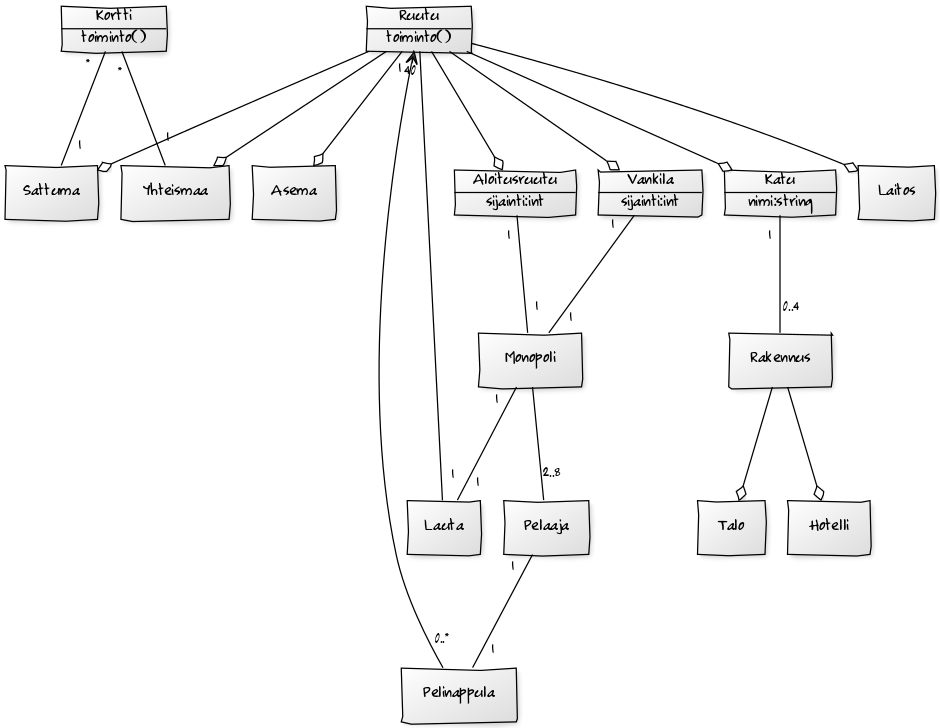 Kortti
toiminto()
Ruutu
toiminto()
*
*
1
40
1
1
Sattuma
Yhteismaa
Asema
Aloitusruutu
sijainti:int
Vankila
sijainti:int
Katu
nimi:string
Laitos
1
1
1
1
1
0..4
Monopoli
Rakennus
1
1
1
2..8
Lauta
Pelaaja
Talo
Hotelli
1
0..*
1
Pelinappula